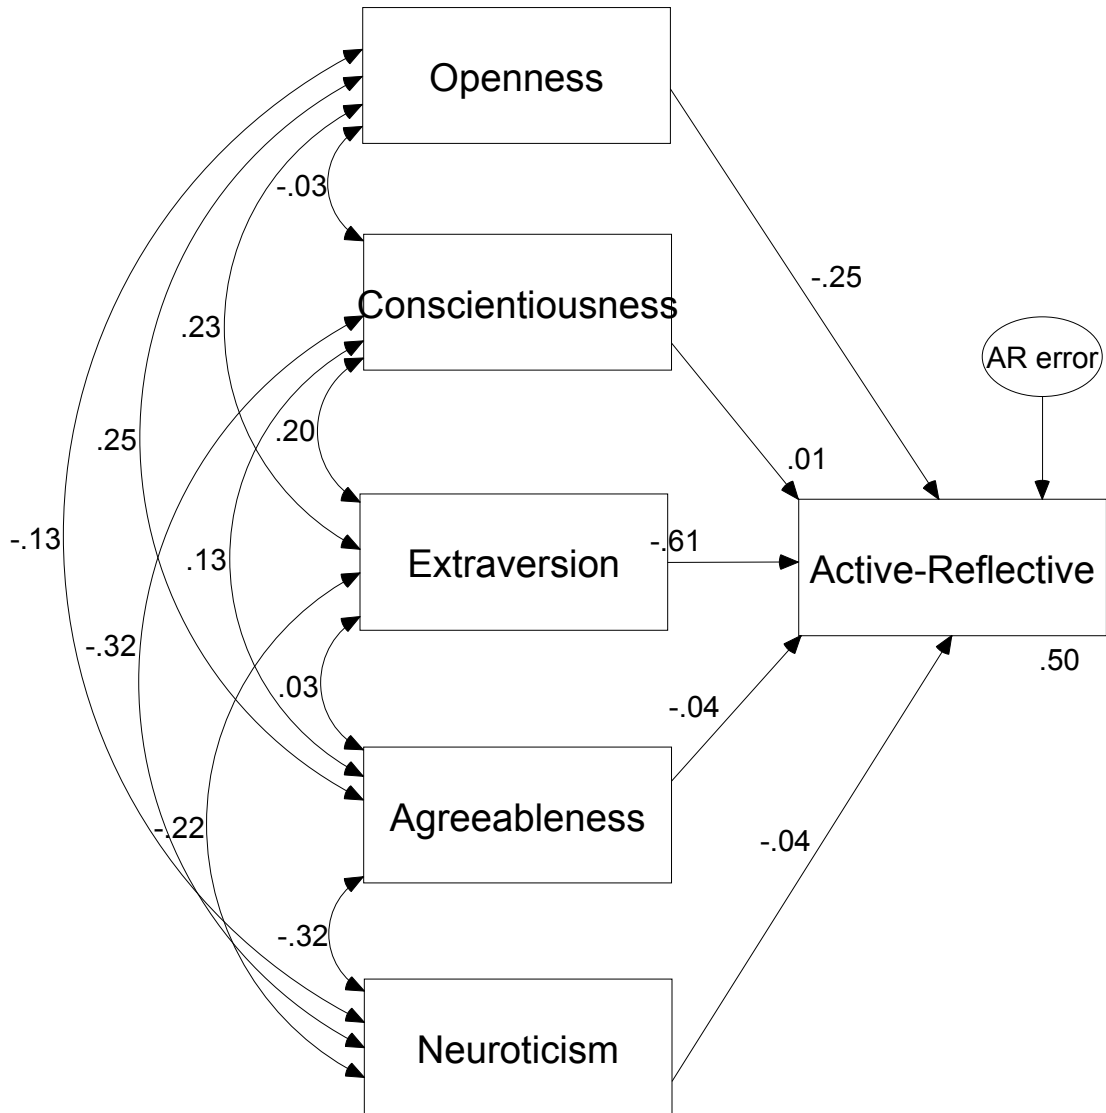 Openness
-.03
-.25
Conscientiousness
.23
AR error
.20
.25
.01
-.13
.13
Extraversion
-.61
Active-Reflective
-.32
.03
.50
-.04
Agreeableness
-.22
-.04
-.32
Neuroticism